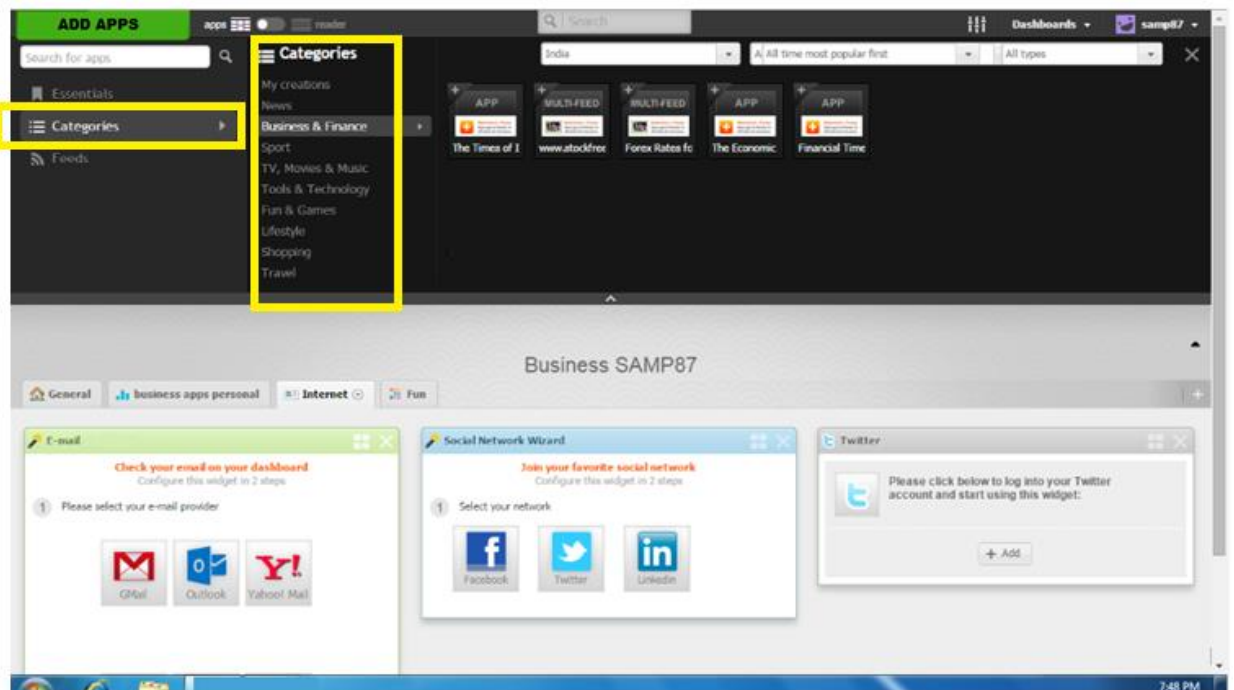 ADD APPS
apps
reader
Search
Dashboards
samp87
Search for apps
Categories
India
All time most popular first
All types
Essentials
Categories
Feeds
My creations
News
Business & Finance
Sport
TV, Movies & Music
Tools & Technology
Fun & Games
Lifestyle
Shopping
Travel
APP
MULTI-FEED
MULTI-FEED
APP
APP
The Times of I
www.stockfree
Forex Rates fo
The Economic
Financial Time
Business SAMP87
General
business apps personal
Internet
Fun
E-mail
Check your email on your dashboard
Configure this widget in 2 steps
1 Please select your e-mail provider
GMail
Outlook
Yahoo! Mail
Social Network Wizard
Join your favorite social network
Configure this widget in 2 steps
1 Select your network
Facebook
Twitter
LinkedIn
Twitter
Please click below to log into your Twitter
account and start using this widget:
+ Add
7:48 PM